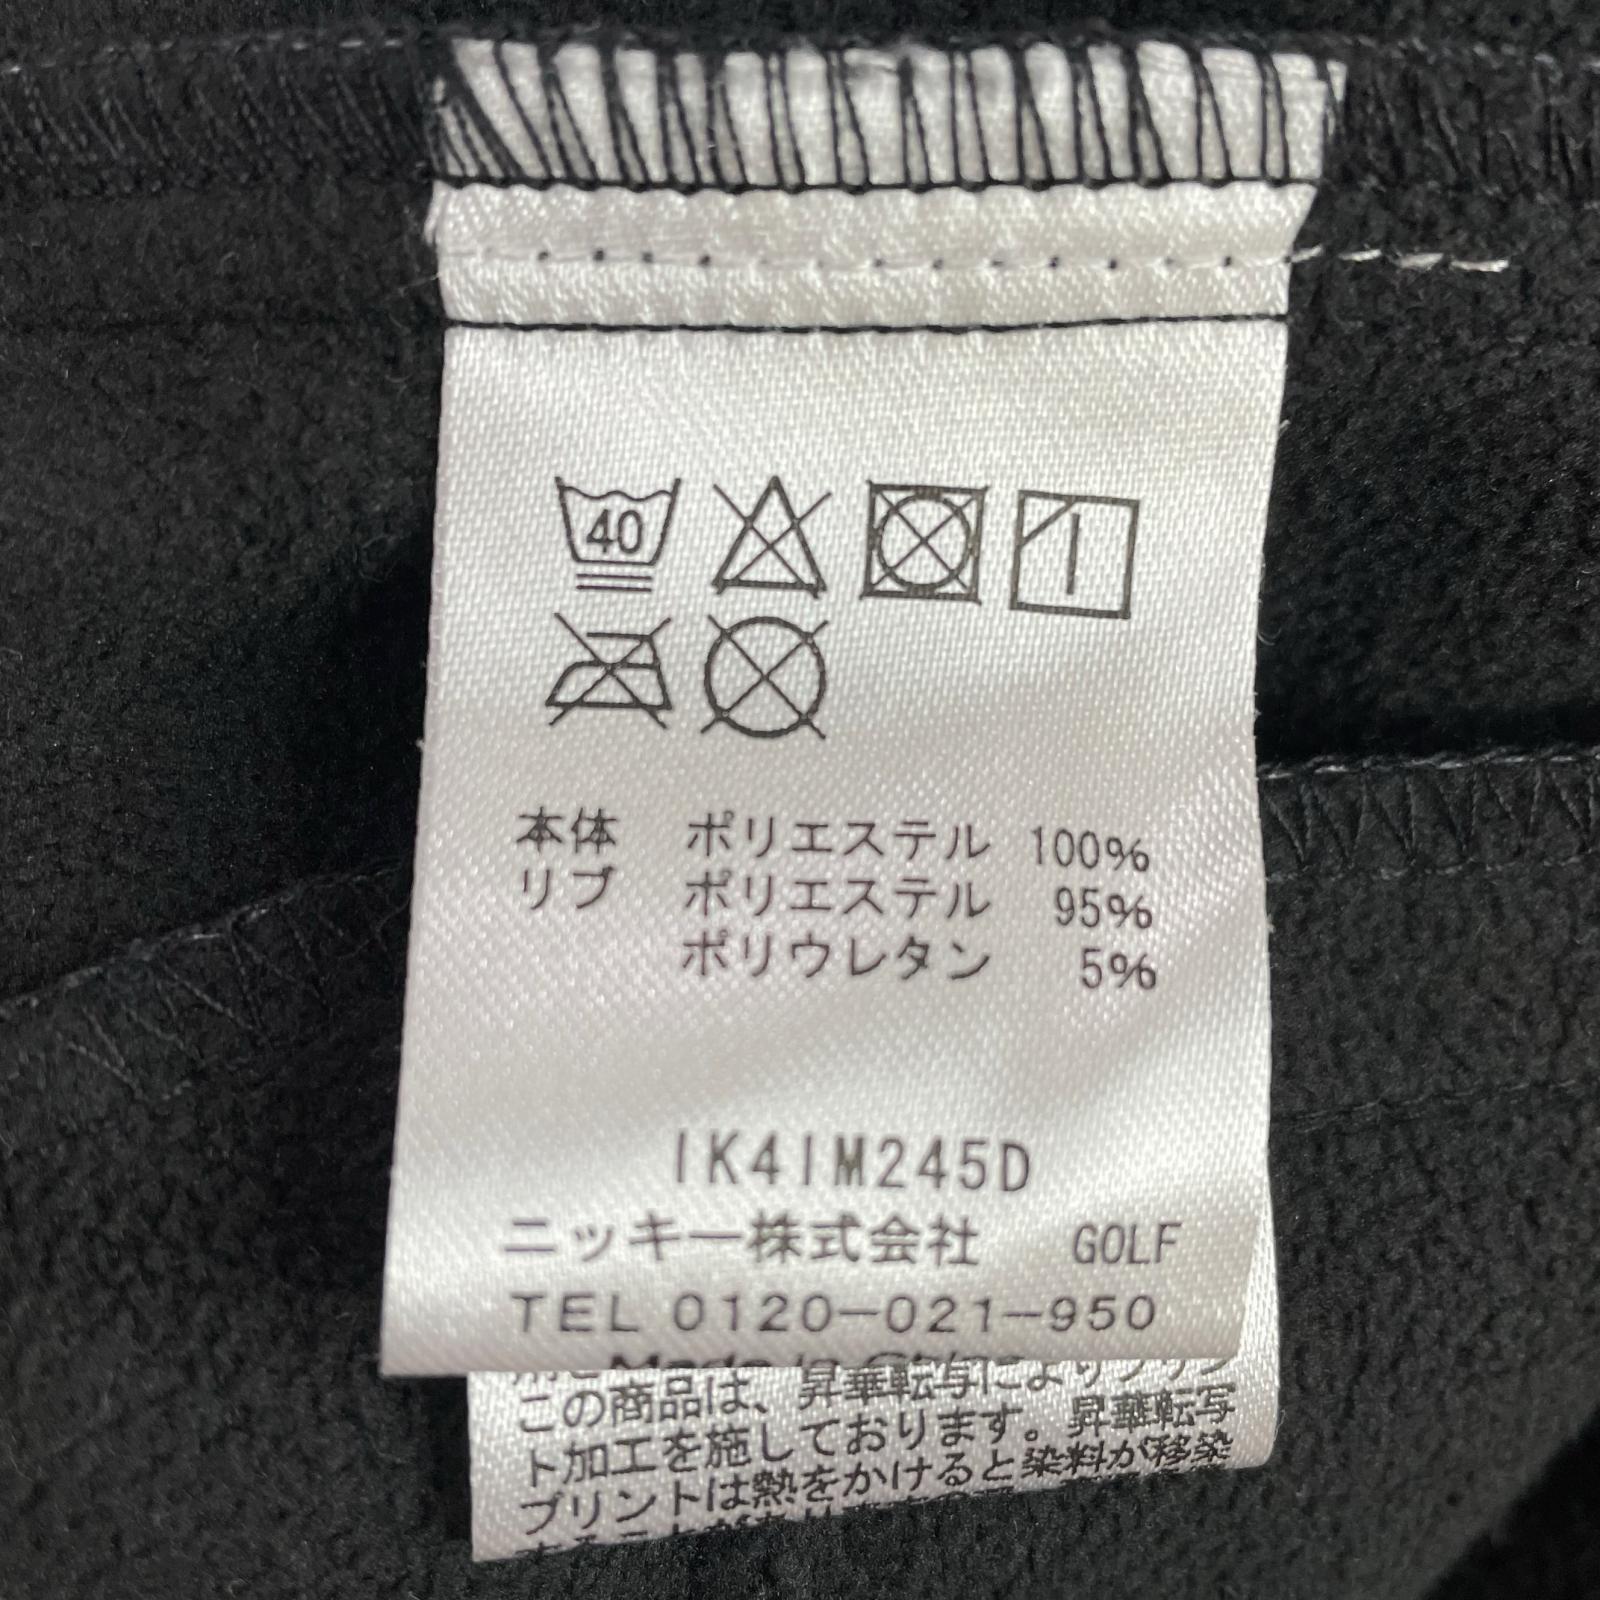 40
本体 ポリエステル 100%
リブ ポリエステル 95%
ポリウレタン 5%
IK41M245D
ニッキー株式会社 GOLF
TEL 0120-021-950
Made in
この商品は、昇華転写によりプリン
ト加工を施しております。昇華転写
プリントは熱をかけると染料が移染